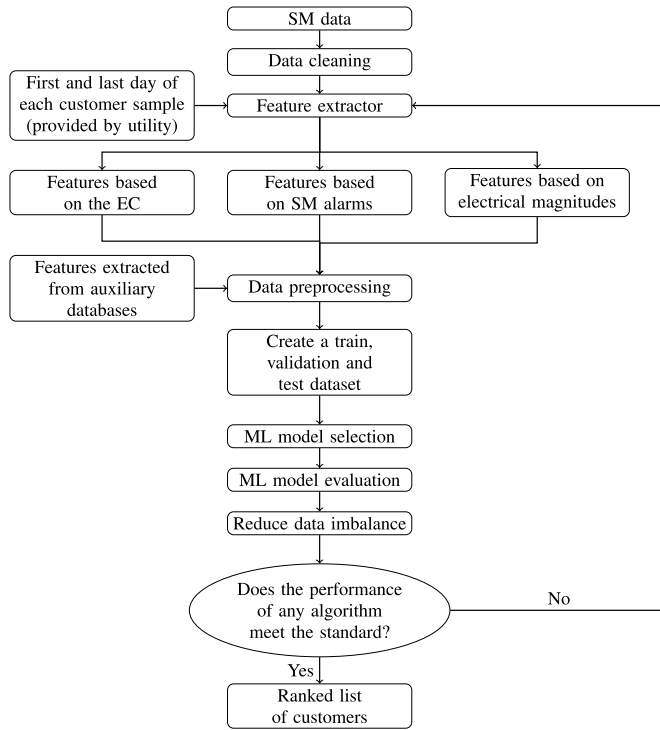 SM data
Data cleaning
First and last day of
each customer sample
(provided by utility)
Feature extractor
Features based
on the EC
Features based
on SM alarms
Features based on
electrical magnitudes
Features extracted
from auxiliary
databases
Data preprocessing
Create a train,
validation and
test dataset
ML model selection
ML model evaluation
Reduce data imbalance
Does the performance
of any algorithm
meet the standard?
No
Yes
Ranked list
of customers